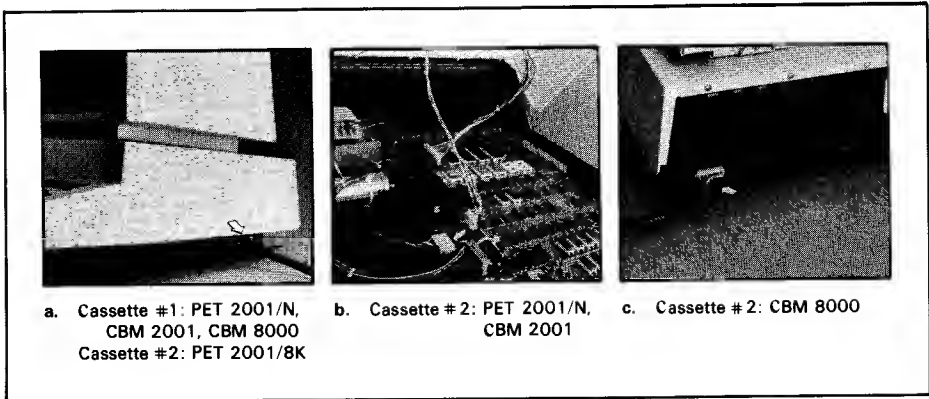 a. Cassette #1: PET 2001/N,
CBM 2001, CBM 8000
Cassette #2: PET 2001/8K
b. Cassette #2: PET 2001/N,
CBM 2001
c. Cassette #2: CBM 8000